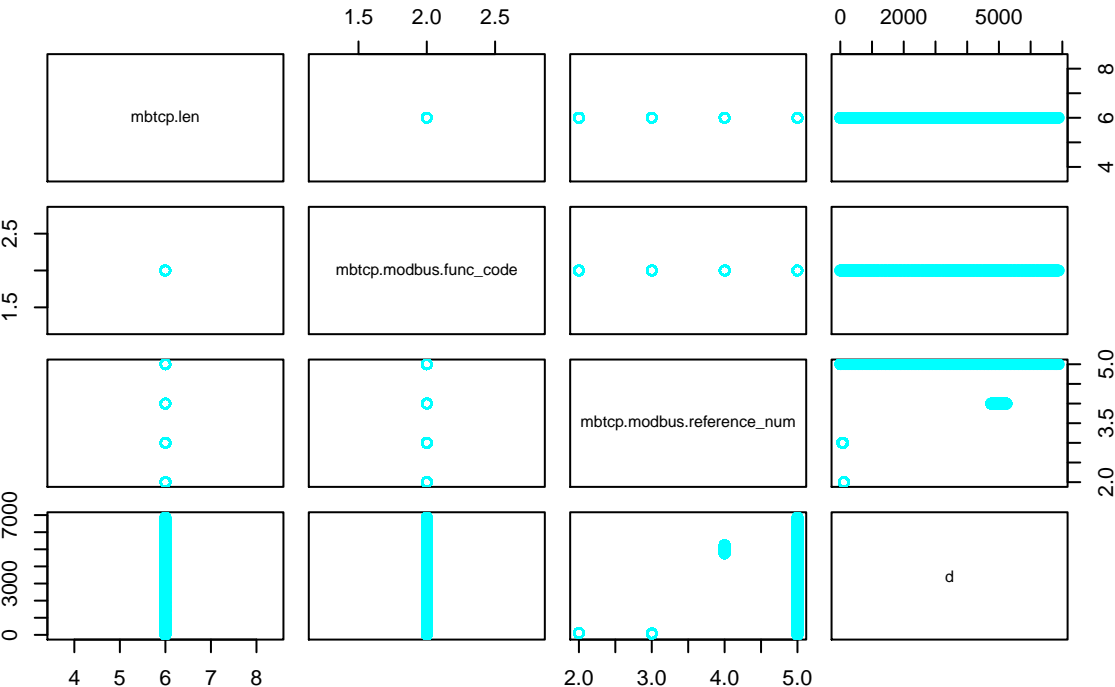 1.5 2.0 2.5
0 2000 5000
mbtcp.len
4 6 8
1.5 2.5
mbtcp.modbus.func_code
mbtcp.modbus.reference_num
2.0 3.5 5.0
0 3000 7000
d
4 5 6 7 8
2.0 3.0 4.0 5.0